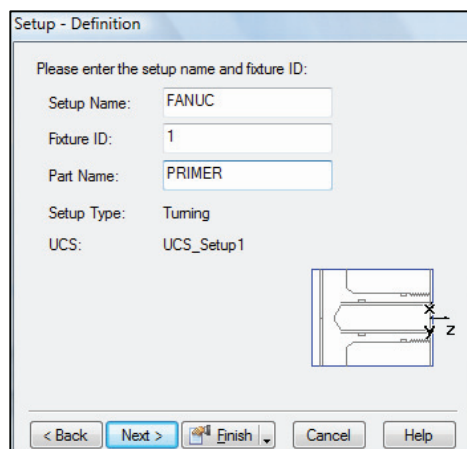 Setup - Definition
Please enter the setup name and fixture ID:
Setup Name: FANUC
Fixture ID: 1
Part Name: PRIMER
Setup Type: Turning
UCS: UCS_Setup1
X
y Z
< Back Next > Finish Cancel Help